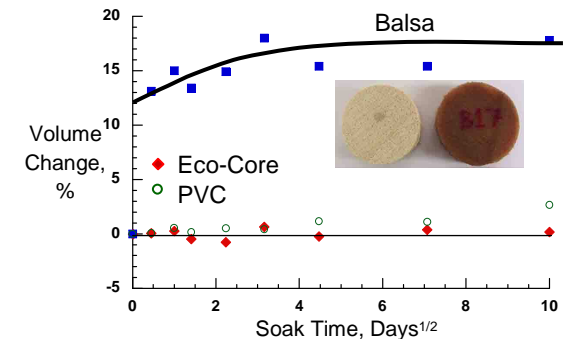 20
Balsa
15
10
B17
Volume
Change,
%
Eco-Core
PVC
5
0
-5
0
2
4
6
8
10
Soak Time, Days1/2